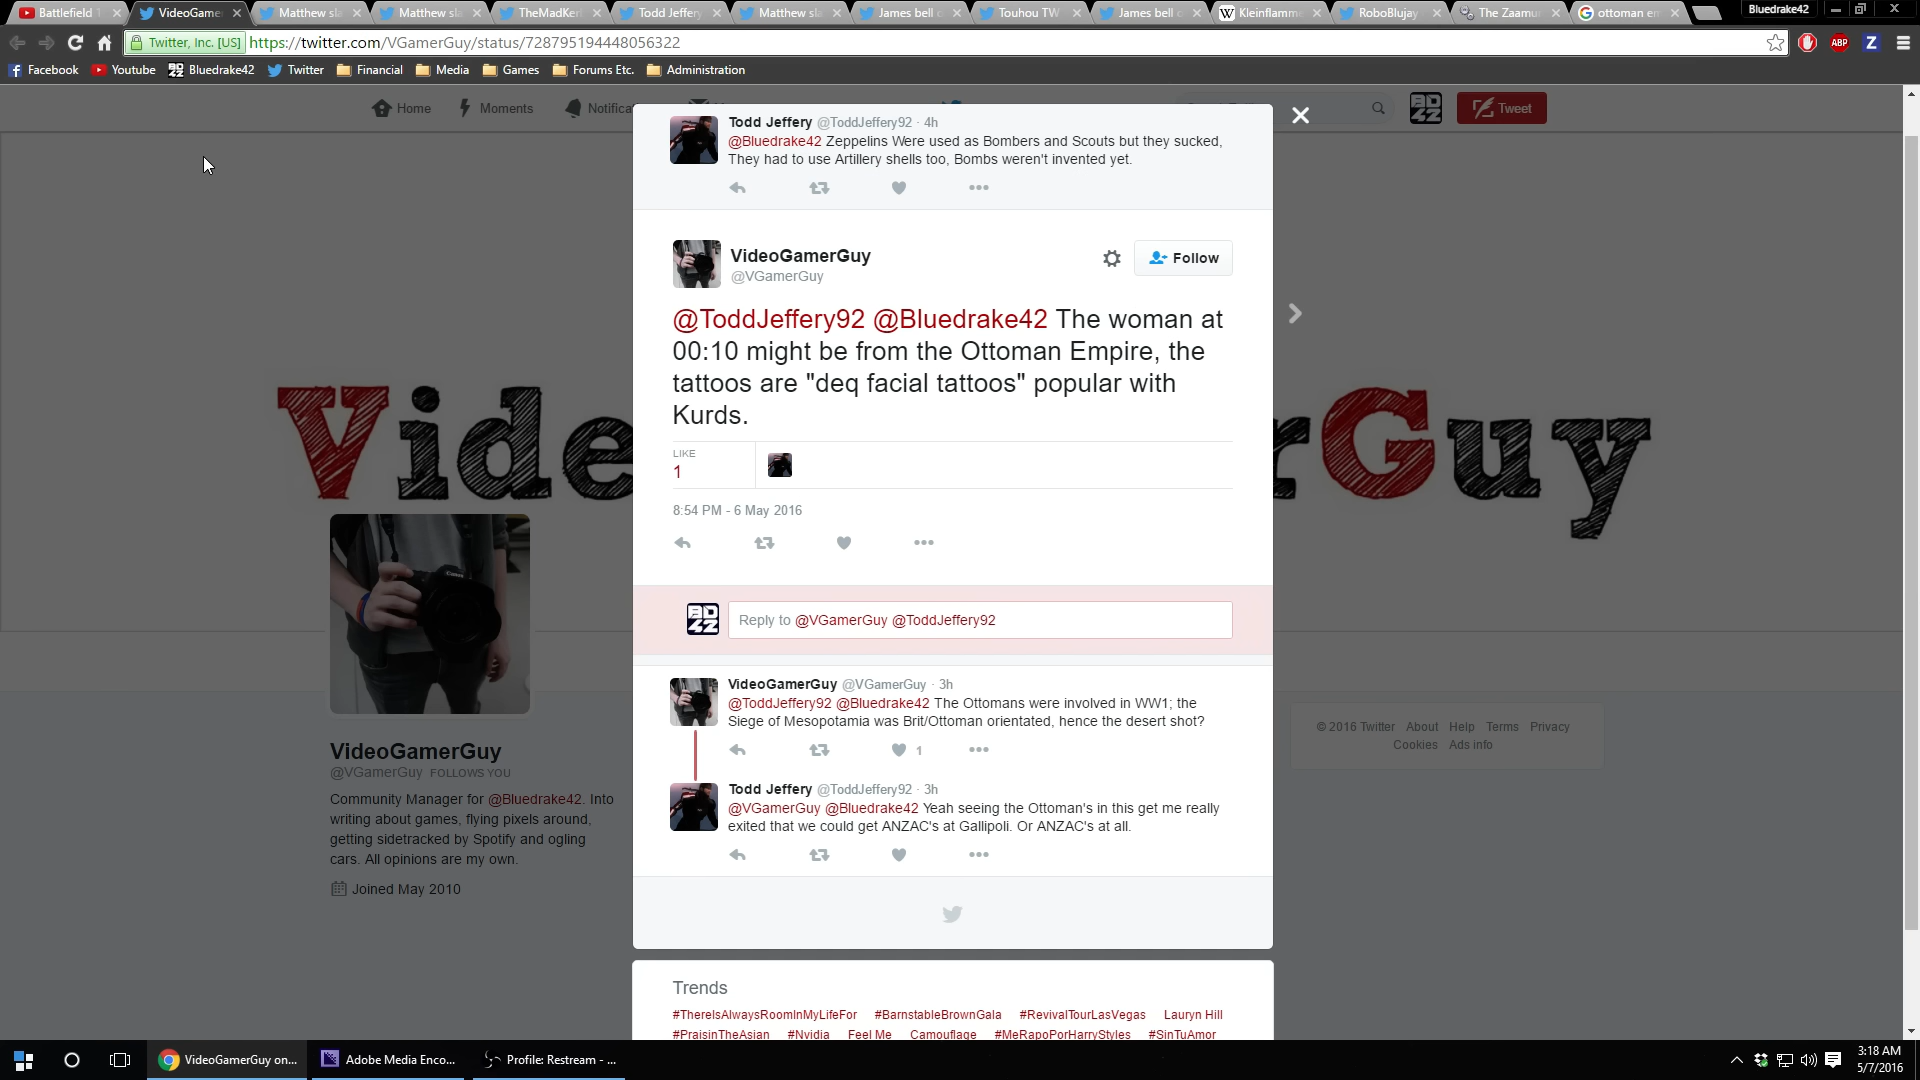 Battlefield
VideoGame
Matthew sla
Matthew sla
TheMadKer
Todd Jeffery
Matthew sla
James bell o
Touhou TW
James bell o
Kleinflamm
RoboBlujay
The Zaamur
ottoman em
Bluedrake42
Twitter, Inc. [US]
https://twitter.com/VGamerGuy/status/728795194448056322
ABP
Z
Facebook
Youtube
Bluedrake42
Twitter
Financial
Media
Games
Forums Etc.
Administration
Home
Moments
Notifica
Tweet
Todd Jeffery @ToddJeffery92 · 4h
@Bluedrake42 Zeppelins Were used as Bombers and Scouts but they sucked,
They had to use Artillery shells too, Bombs weren't invented yet.
VideoGamerGuy
@VGamerGuy
Follow
@ToddJeffery92 @Bluedrake42 The woman at
00:10 might be from the Ottoman Empire, the
tattoos are "deq facial tattoos" popular with
Kurds.
LIKE
1
8:54 PM - 6 May 2016
Reply to @VGamerGuy @ToddJeffery92
VideoGamerGuy @VGamerGuy · 3h
@ToddJeffery92 @Bluedrake42 The Ottomans were involved in WW1; the
Siege of Mesopotamia was Brit/Ottoman orientated, hence the desert shot?
1
Todd Jeffery @ToddJeffery92 · 3h
@VGamerGuy @Bluedrake42 Yeah seeing the Ottoman's in this get me really
exited that we could get ANZAC's at Gallipoli. Or ANZAC's at all.
Vide
rGuy
Canon
VideoGamerGuy
@VGamerGuy FOLLOWS YOU
Community Manager for @Bluedrake42. Into
writing about games, flying pixels around,
getting sidetracked by Spotify and ogling
cars. All opinions are my own.
Joined May 2010
© 2016 Twitter About Help Terms Privacy
Cookies Ads info
Trends
#ThereIsAlwaysRoomInMyLifeFor #BarnstableBrownGala #RevivalTourLasVegas Lauryn Hill
#PraisinTheAsian #Nvidia Feel Me Camouflage #MeRapoPorHarryStyles #SinTuAmor
VideoGamerGuy on...
Adobe Media Enco...
Profile: Restream - ...
3:18 AM
5/7/2016